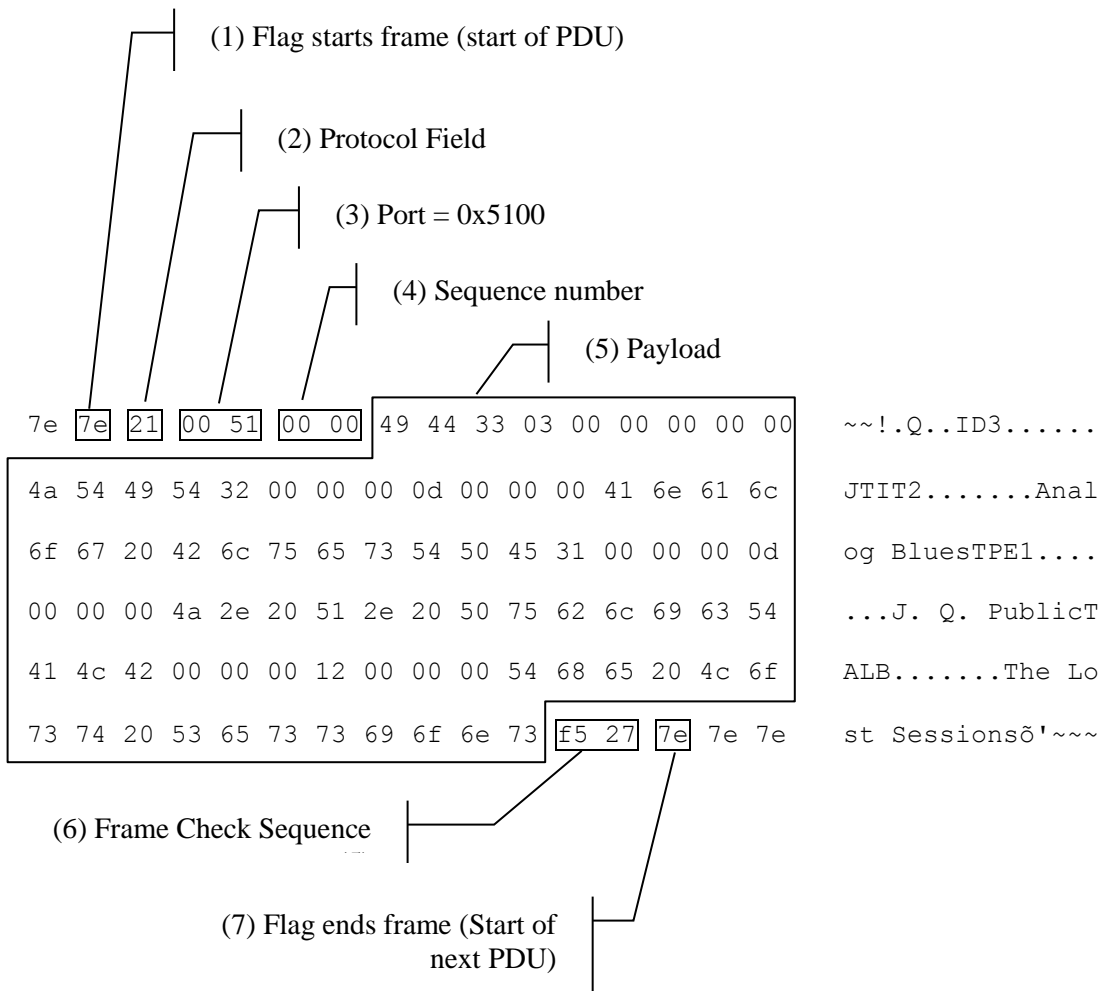 (1) Flag starts frame (start of PDU)
(2) Protocol Field
(3) Port = 0x5100
(4) Sequence number
(5) Payload
7e 7e 21 00 51 00 00 49 44 33 03 00 00 00 00 00 ~~!.Q..ID3......
4a 54 49 54 32 00 00 00 0d 00 00 00 41 6e 61 6c JTIT2.......Anal
6f 67 20 42 6c 75 65 73 54 50 45 31 00 00 00 0d og BluesTPE1....
00 00 00 4a 2e 20 51 2e 20 50 75 62 6c 69 63 54 ...J. Q. PublicT
41 4c 42 00 00 00 12 00 00 00 54 68 65 20 4c 6f ALB.......The Lo
73 74 20 53 65 73 73 69 6f 6e 73 f5 27 7e 7e 7e st Sessionsõ'~~~
(6) Frame Check Sequence
(7) Flag ends frame (Start of
next PDU)